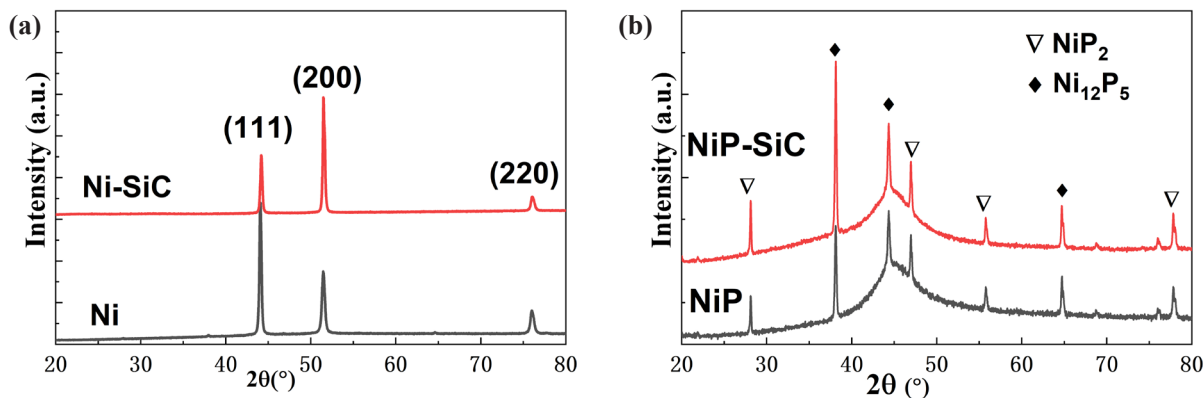 (a)
Intensity (a.u.)
Ni-SiC
Ni
(111)
(200)
(220)
20 30 40 50 60 70 80
2θ(°)
(b)
Intensity (a.u.)
▽ NiP₂
◆ Ni₁₂P₅
NiP-SiC
NiP
20 30 40 50 60 70 80
2θ (°)